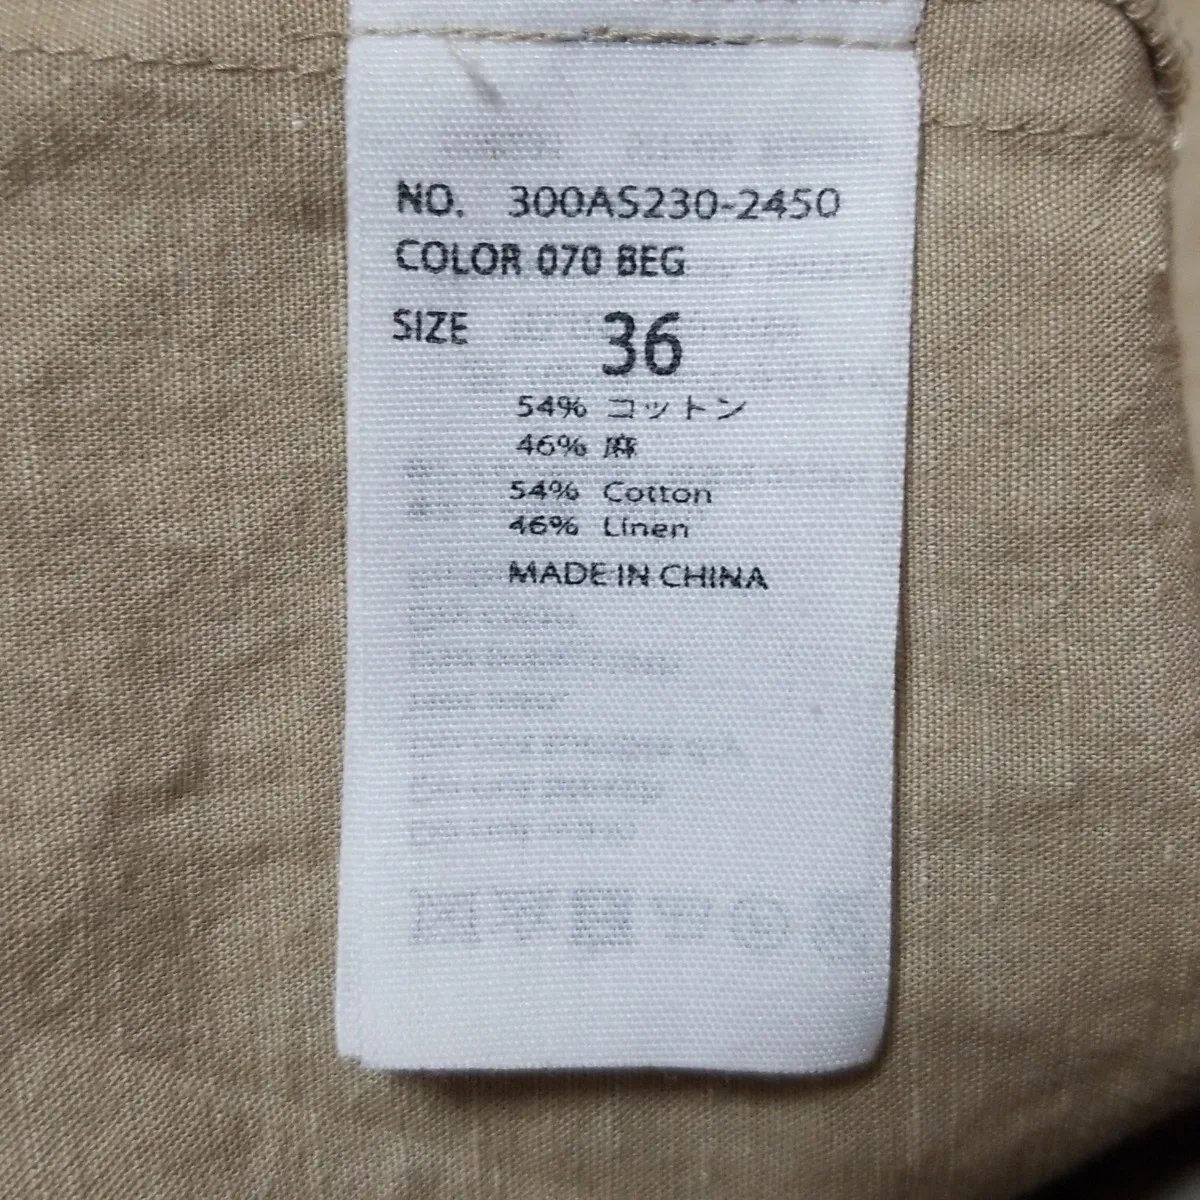 NO. 300AS230-2450
COLOR 070 BEG
SIZE 36
54% コットン
46% 麻
54% Cotton
46% Linen
MADE IN CHINA